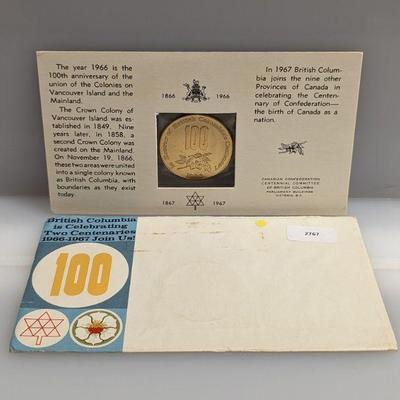 The year 1966 is the
100th anniversary of the
union of the Colonies on
Vancouver Island and the
Mainland.
The Crown Colony of
Vancouver Island was
established in 1849. Nine
years later, in 1858, a
second Crown Colony was
created on the Mainland.
On November 19, 1866,
these two areas were united
into a single colony known
as British Columbia, with
boundaries as they exist
today.
1866 1966
100
1867 1967
In 1967 British Colum-
bia joins the nine other
Provinces of Canada in
celebrating the Centen-
nary of Confederation—
the birth of Canada as a
nation.
CANADIAN CONFEDERATION
CENTENNIAL COMMITTEE
OF BRITISH COLUMBIA
PARLIAMENT BUILDINGS
VICTORIA, B.C.
British Columbia
is Celebrating
Two Centenaries
1966-1967 Join Us!
100
2767